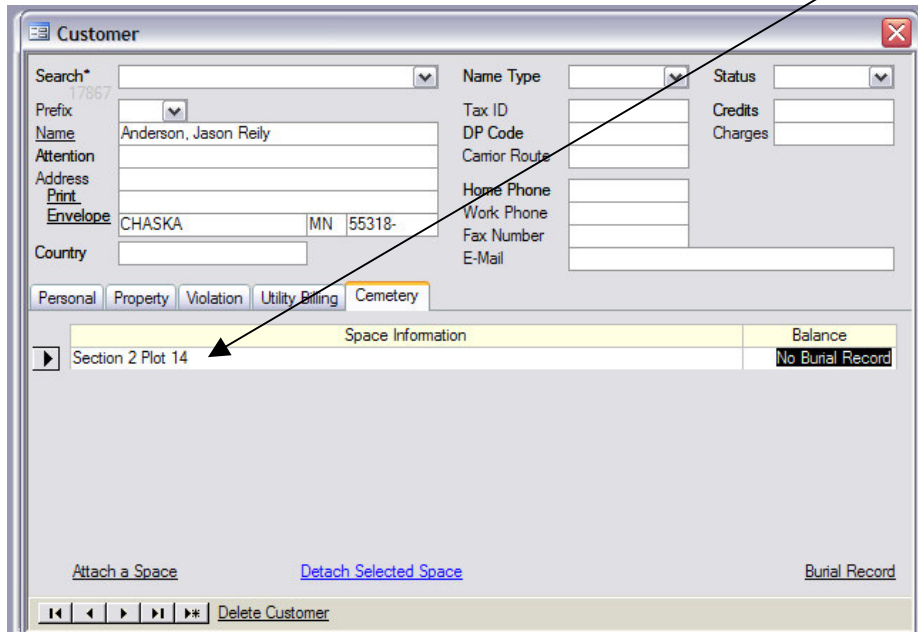 Customer
Search* Name Type Status
17867
Prefix Tax ID Credits
Name Anderson, Jason Reily DP Code Charges
Attention Carrior Route
Address
Print Home Phone
Envelope CHASKA MN 55318- Work Phone
Fax Number
Country E-Mail
Personal Property Violation Utility Billing Cemetery
Space Information Balance
Section 2 Plot 14 No Burial Record
Attach a Space Detach Selected Space Burial Record
Delete Customer